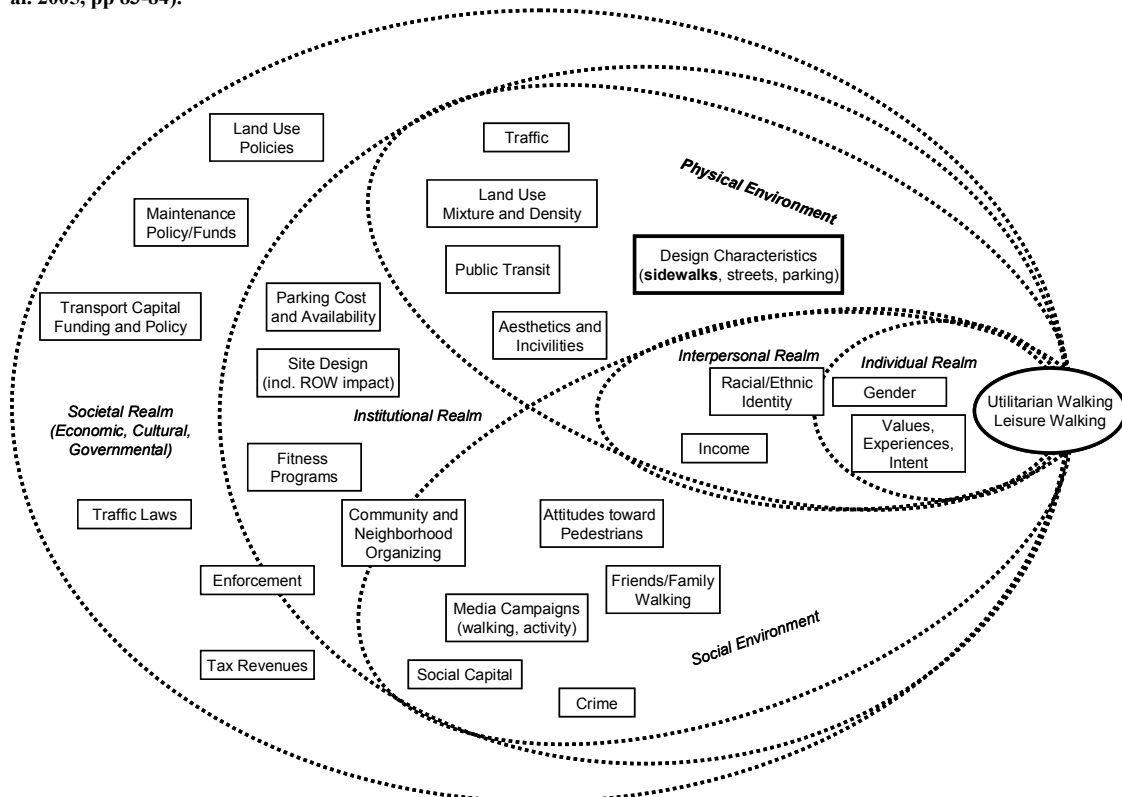 al. 2005, pp 83-84).
Land Use
Policies
Traffic
Physical Environment
Maintenance
Policy/Funds
Land Use
Mixture and Density
Design Characteristics
(sidewalks, streets, parking)
Public Transit
Transport Capital
Funding and Policy
Parking Cost
and Availability
Aesthetics and
Incivilities
Site Design
(incl. ROW impact)
Interpersonal Realm
Individual Realm
Racial/Ethnic
Identity
Gender
Utilitarian Walking
Leisure Walking
Societal Realm
(Economic, Cultural,
Governmental)
Institutional Realm
Values,
Experiences,
Intent
Income
Fitness
Programs
Traffic Laws
Community and
Neighborhood
Organizing
Attitudes toward
Pedestrians
Enforcement
Friends/Family
Walking
Media Campaigns
(walking, activity)
Social Environment
Tax Revenues
Social Capital
Crime